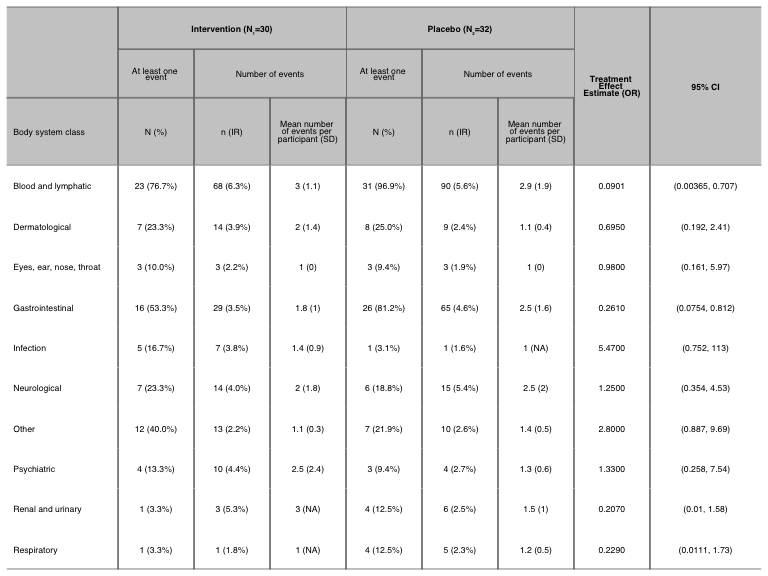 Intervention (N₁=30) Placebo (N₂=32)
At least one event Number of events At least one event Number of events Treatment Effect Estimate (OR) 95% CI
Body system class N (%) n (IR) Mean number of events per participant (SD) N (%) n (IR) Mean number of events per participant (SD)
Blood and lymphatic 23 (76.7%) 68 (6.3%) 3 (1.1) 31 (96.9%) 90 (5.6%) 2.9 (1.9) 0.0901 (0.00365, 0.707)
Dermatological 7 (23.3%) 14 (3.9%) 2 (1.4) 8 (25.0%) 9 (2.4%) 1.1 (0.4) 0.6950 (0.192, 2.41)
Eyes, ear, nose, throat 3 (10.0%) 3 (2.2%) 1 (0) 3 (9.4%) 3 (1.9%) 1 (0) 0.9800 (0.161, 5.97)
Gastrointestinal 16 (53.3%) 29 (3.5%) 1.8 (1) 26 (81.2%) 65 (4.6%) 2.5 (1.6) 0.2610 (0.0754, 0.812)
Infection 5 (16.7%) 7 (3.8%) 1.4 (0.9) 1 (3.1%) 1 (1.6%) 1 (NA) 5.4700 (0.752, 113)
Neurological 7 (23.3%) 14 (4.0%) 2 (1.8) 6 (18.8%) 15 (5.4%) 2.5 (2) 1.2500 (0.354, 4.53)
Other 12 (40.0%) 13 (2.2%) 1.1 (0.3) 7 (21.9%) 10 (2.6%) 1.4 (0.5) 2.8000 (0.887, 9.69)
Psychiatric 4 (13.3%) 10 (4.4%) 2.5 (2.4) 3 (9.4%) 4 (2.7%) 1.3 (0.6) 1.3300 (0.258, 7.54)
Renal and urinary 1 (3.3%) 3 (5.3%) 3 (NA) 4 (12.5%) 6 (2.5%) 1.5 (1) 0.2070 (0.01, 1.58)
Respiratory 1 (3.3%) 1 (1.8%) 1 (NA) 4 (12.5%) 5 (2.3%) 1.2 (0.5) 0.2290 (0.0111, 1.73)